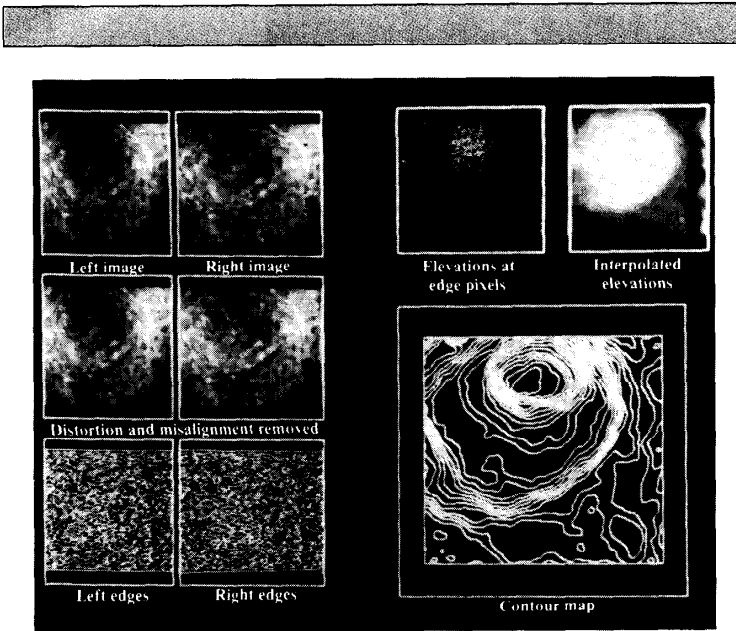 Left image
Right image
Elevations at
edge pixels
Interpolated
elevations
Distortion and misalignment removed
Left edges
Right edges
Contour map